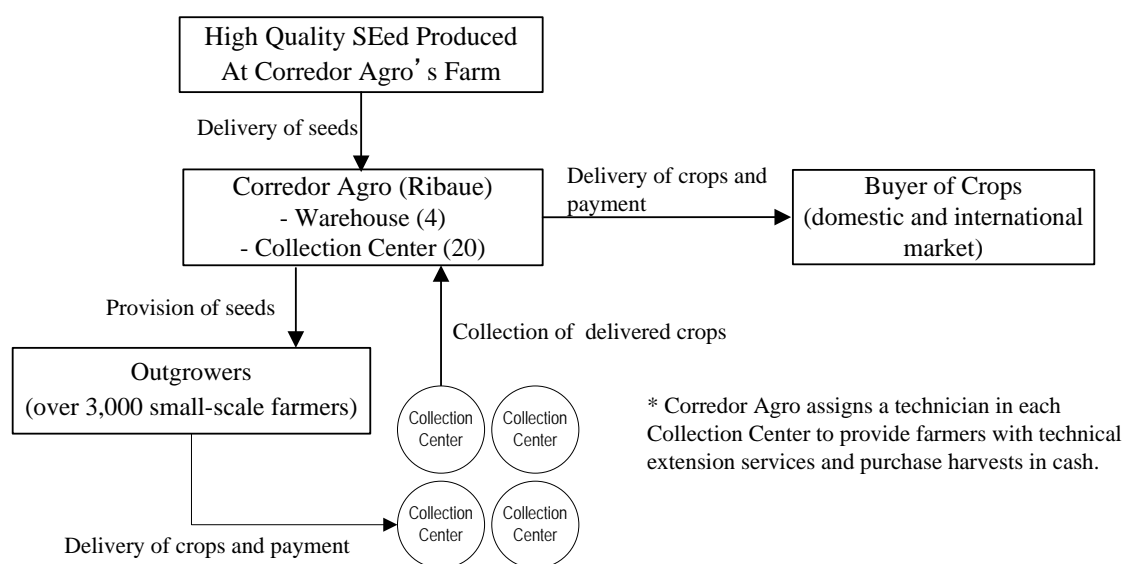 High Quality SEed Produced
At Corredor Agro’s Farm
Delivery of seeds
Corredor Agro (Ribaue)
- Warehouse (4)
- Collection Center (20)
Delivery of crops and
payment
Buyer of Crops
(domestic and international
market)
Provision of seeds
Collection of delivered crops
Outgrowers
(over 3,000 small-scale farmers)
Collection
Center
Collection
Center
* Corredor Agro assigns a technician in each
Collection Center to provide farmers with technical
extension services and purchase harvests in cash.
Collection
Center
Collection
Center
Delivery of crops and payment